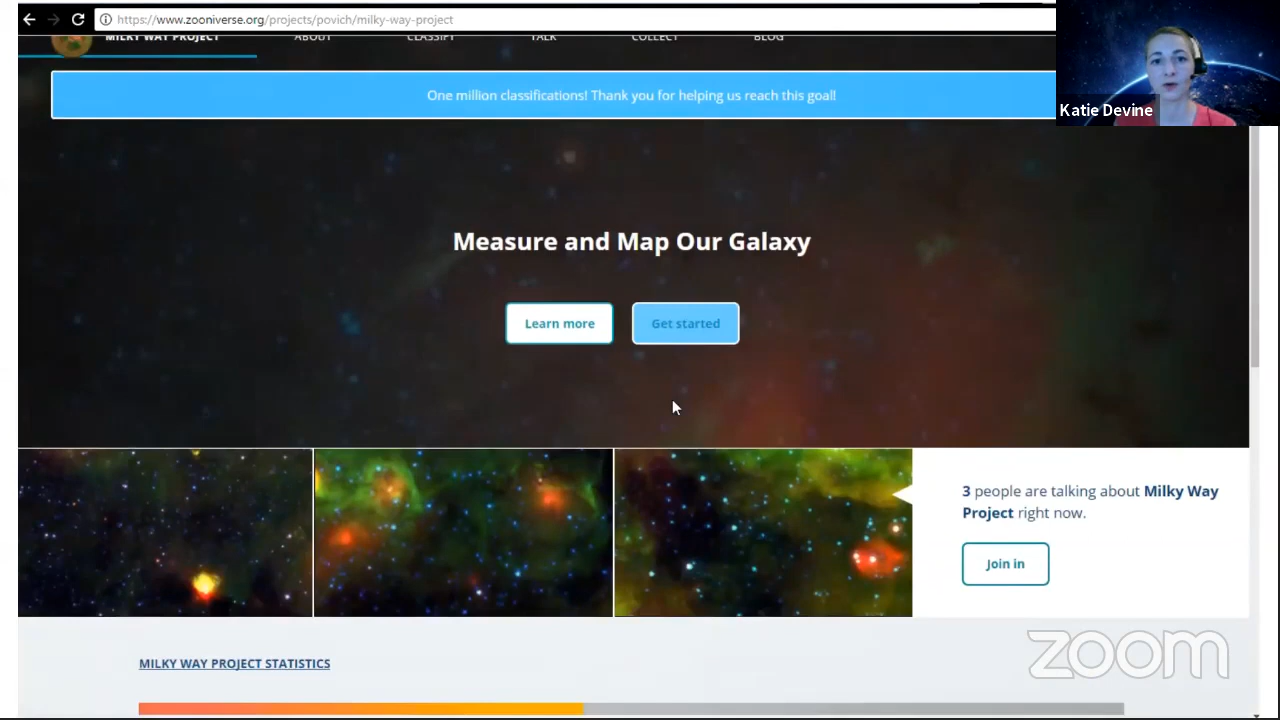 https://www.zooniverse.org/projects/povich/milky-way-project
MILKY WAY PROJECT
ABOUT
CLASSIFY
TALK
COLLECT
BLOG
One million classifications! Thank you for helping us reach this goal!
Katie Devine
Measure and Map Our Galaxy
Learn more
Get started
3 people are talking about Milky Way
Project right now.
Join in
MILKY WAY PROJECT STATISTICS
zoom